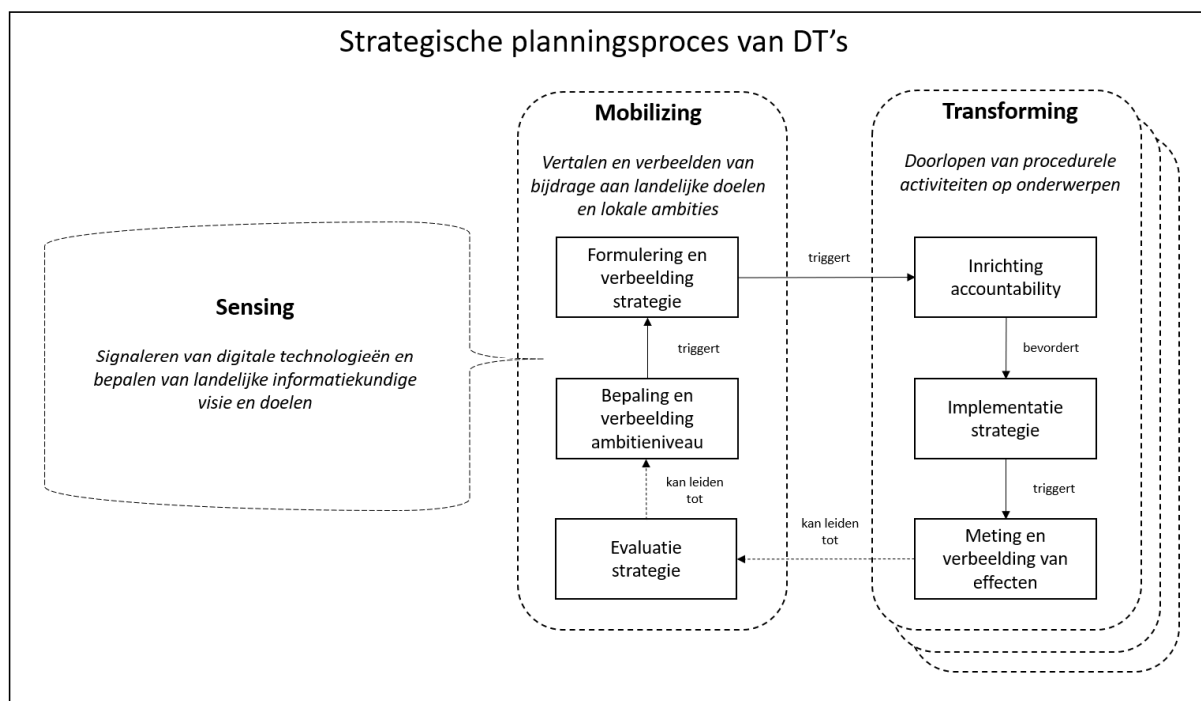 Strategische planningsproces van DT's
Sensing
Signaleren van digitale technologieën en
bepalen van landelijke informatiekundige
visie en doelen
Mobilizing
Vertalen en verbeelden van
bijdrage aan landelijke doelen
en lokale ambities
Formulering en
verbeelding
strategie
triggert
Bepaling en
verbeelding
ambitieniveau
kan leiden
tot
Evaluatie
strategie
triggert
kan leiden
tot
Transforming
Doorlopen van procedurele
activiteiten op onderwerpen
Inrichting
accountability
bevordert
Implementatie
strategie
triggert
Meting en
verbeelding van
effecten